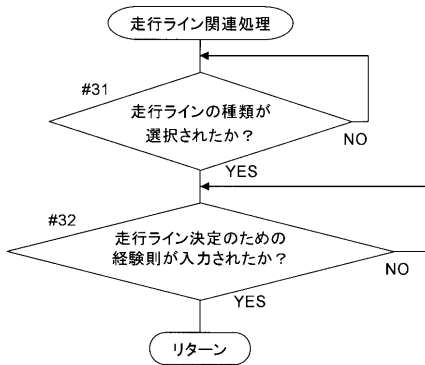 走行ライン関連処理
#31
走行ラインの種類が
選択されたか？
NO
YES
#32
走行ライン決定のための
経験則が入力されたか？
NO
YES
リターン